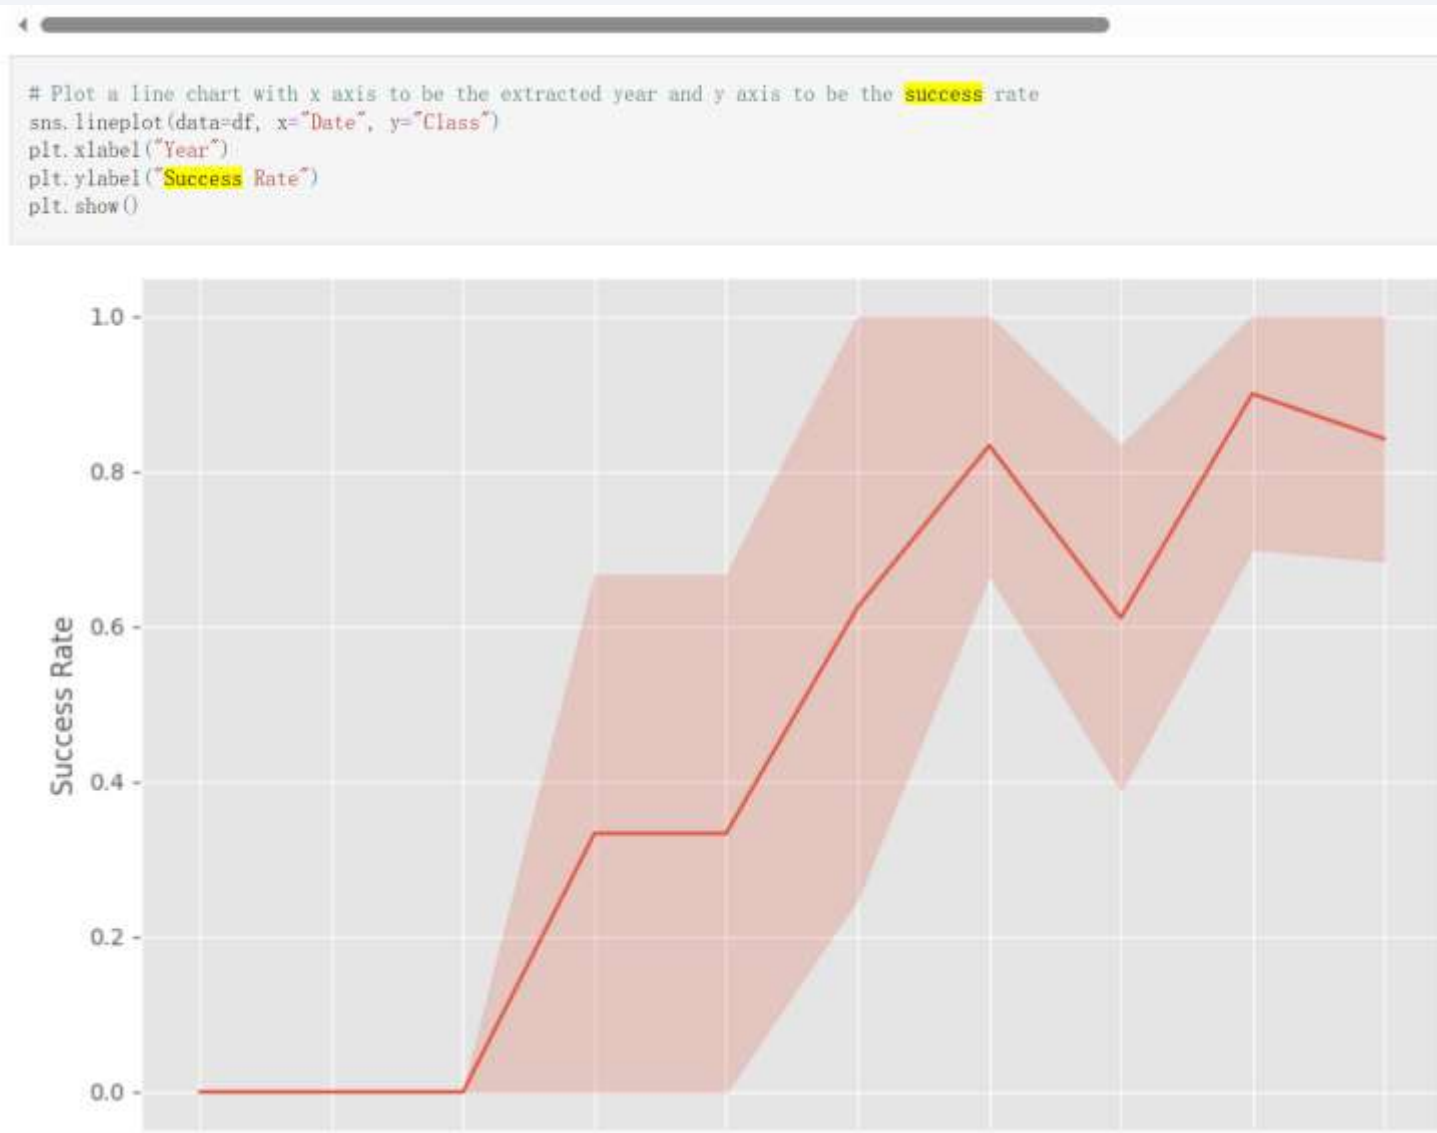 # Plot a line chart with x axis to be the extracted year and y axis to be the success rate
sns.lineplot(data=df, x="Date", y="Class")
plt.xlabel("Year")
plt.ylabel("Success Rate")
plt.show()
1.0
0.8
0.6
0.4
0.2
0.0
Success Rate